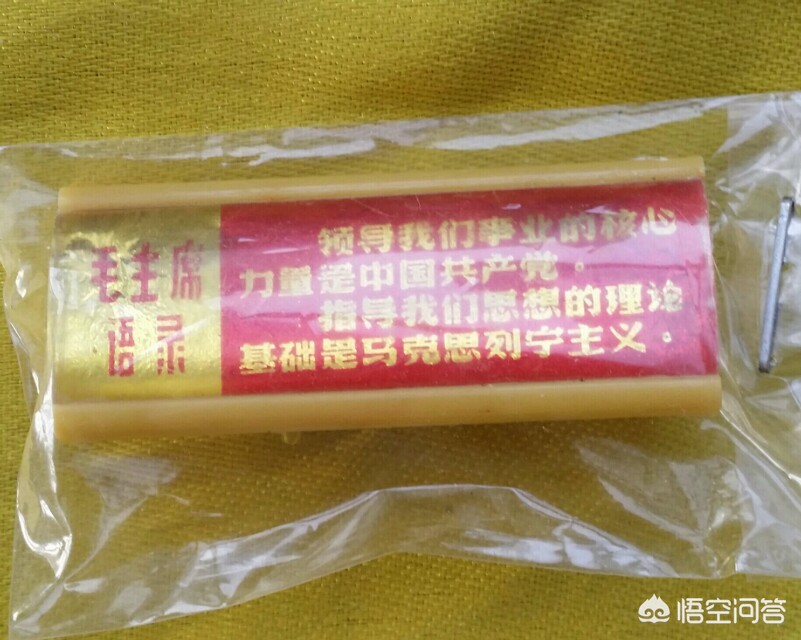 毛主席
语录
领导我们事业的核心
力量是中国共产党。
指导我们思想的理论
基础是马克思列宁主义。
悟空问答